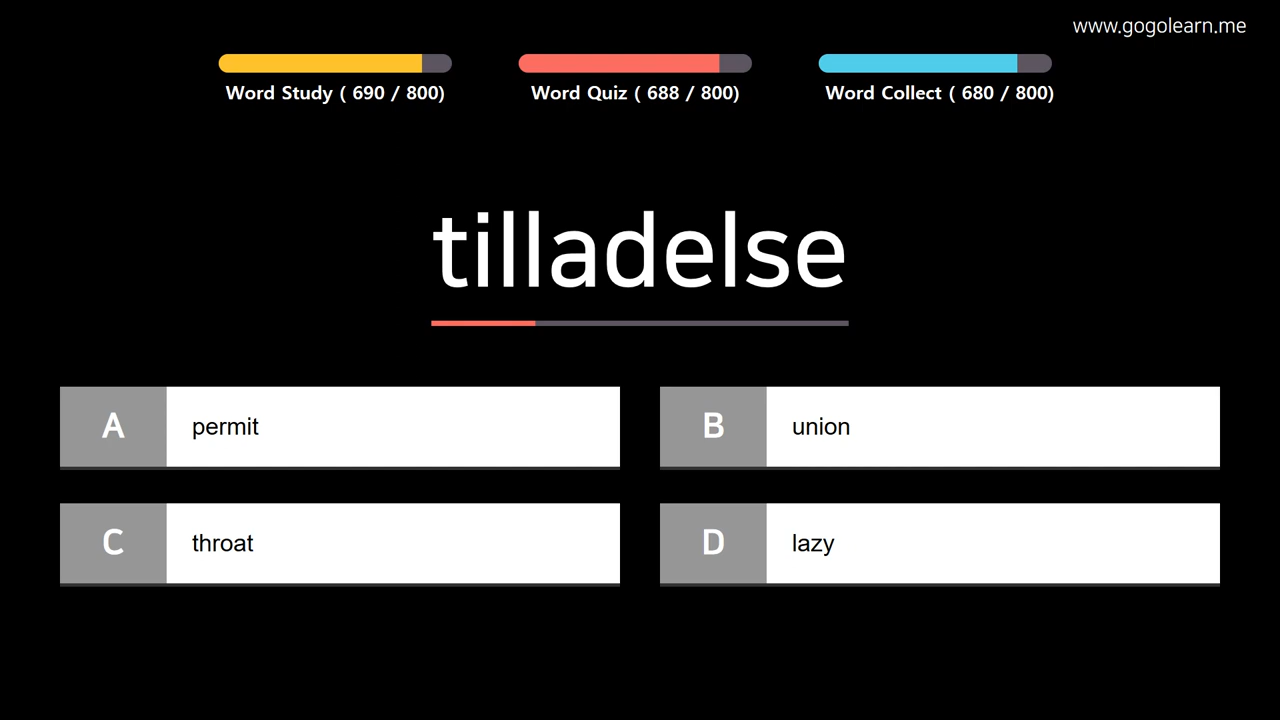 www.gogolearn.me
Word Study ( 690 / 800)
Word Quiz ( 688 / 800)
Word Collect ( 680 / 800)
tilladelse
A
permit
B
union
C
throat
D
lazy